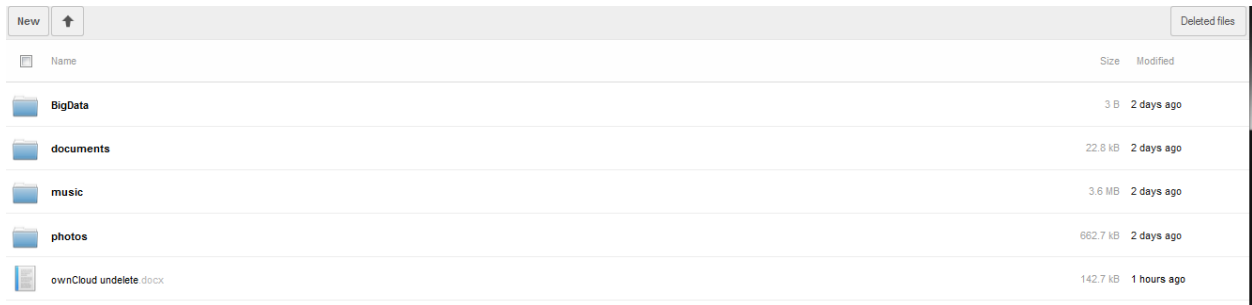 New Deleted files
Name Size Modified
BigData 3 B 2 days ago
documents 22.8 kB 2 days ago
music 3.6 MB 2 days ago
photos 662.7 kB 2 days ago
ownCloud undelete.docx 142.7 kB 1 hours ago